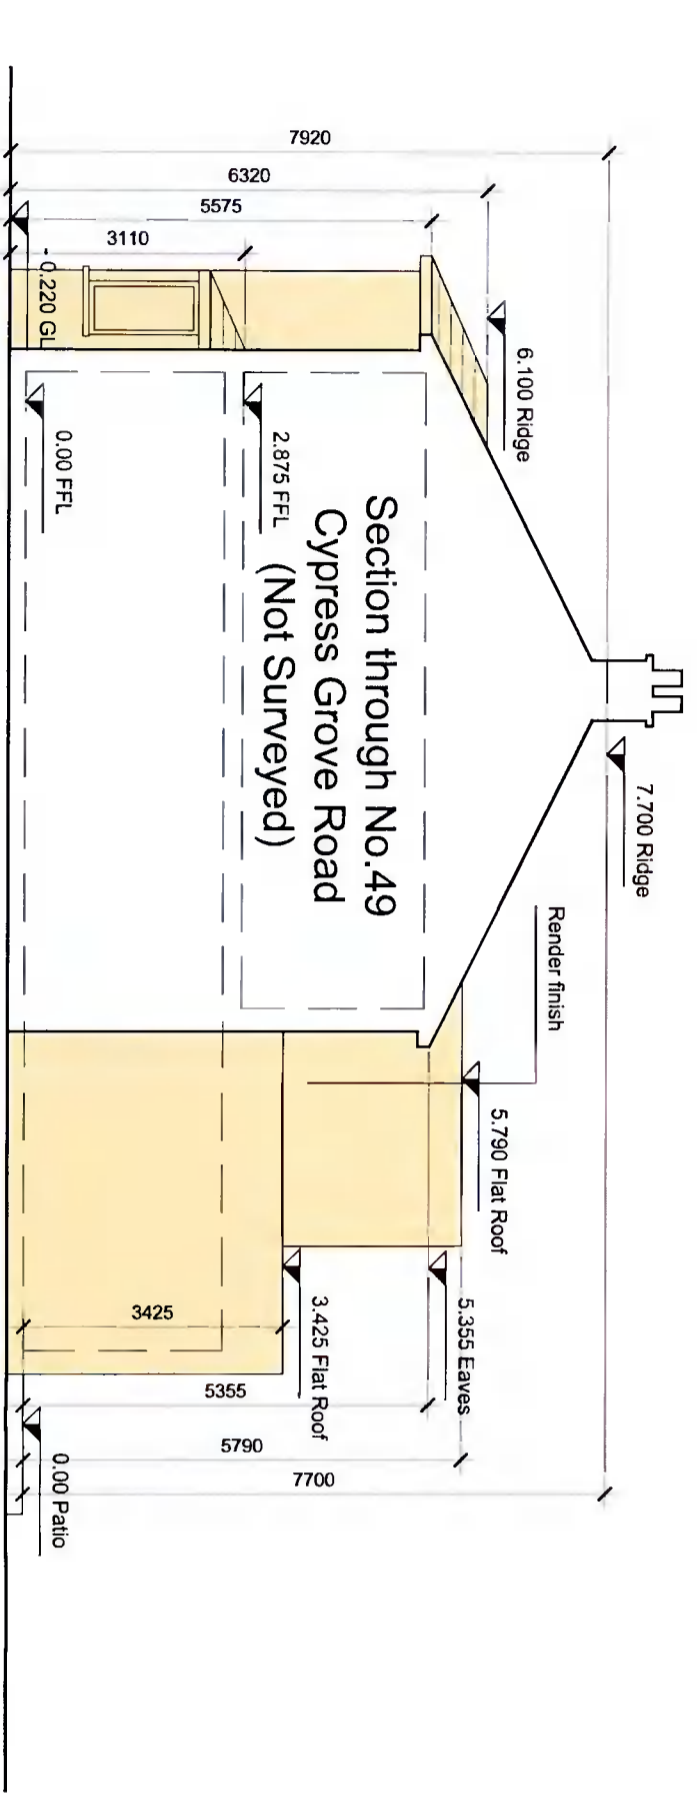 7920
6320
5575
3110
- 0.220 GL
6.100 Ridge
0.00 FFL
2.875 FFL
Section through No.49
Cypress Grove Road
(Not Surveyed)
7.700 Ridge
Render finish
5.790 Flat Roof
5.355 Eaves
3.425 Flat Roof
3425
5355
5790
7700
0.00 Patio